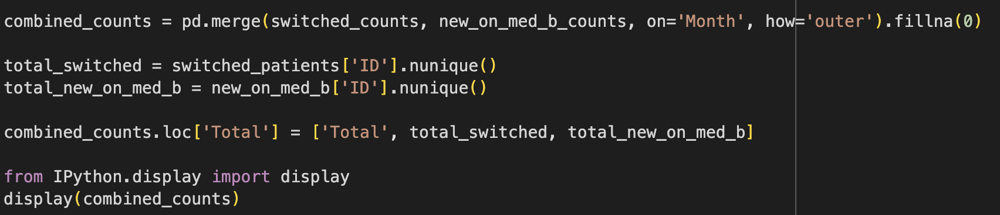 combined_counts = pd.merge(switched_counts, new_on_med_b_counts, on='Month', how='outer').fillna(0)
total_switched = switched_patients['ID'].nunique()
total_new_on_med_b = new_on_med_b['ID'].nunique()
combined_counts.loc['Total'] = ['Total', total_switched, total_new_on_med_b]
from IPython.display import display
display(combined_counts)